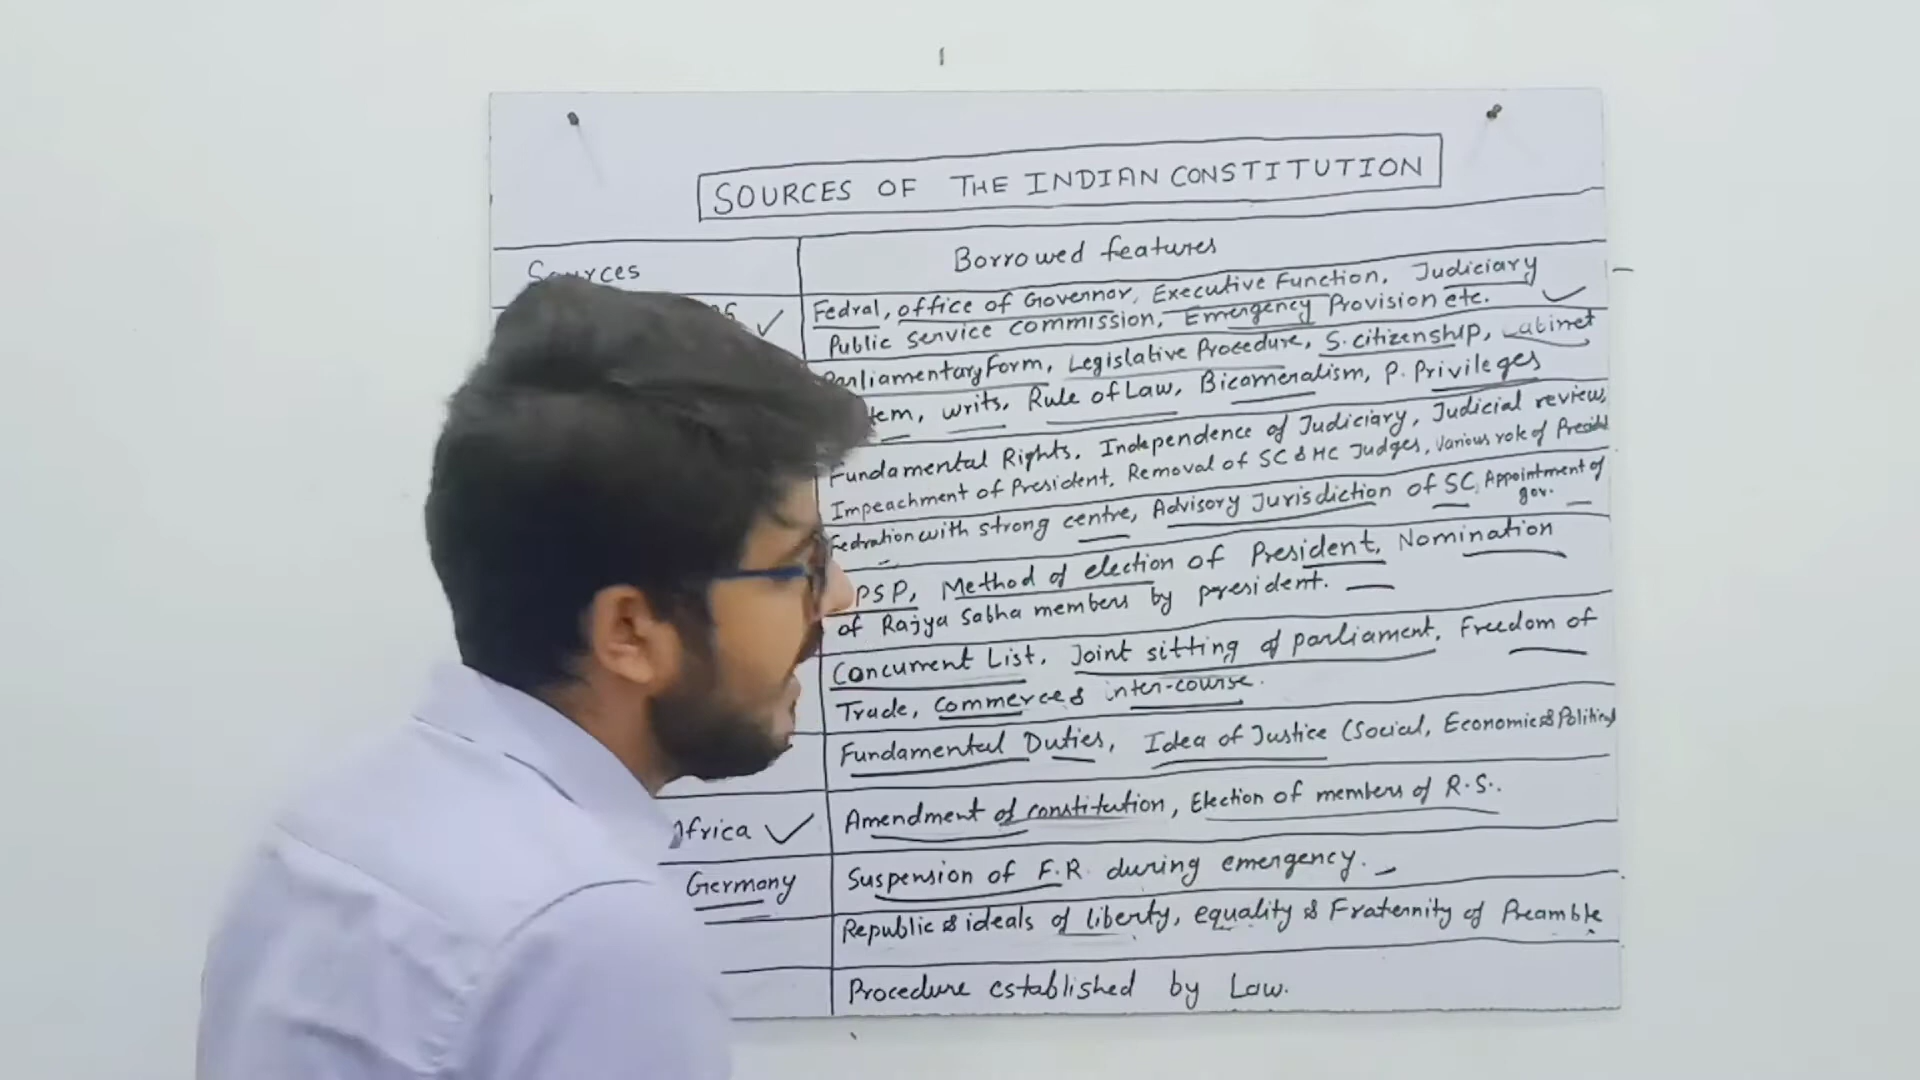 SOURCES OF THE INDIAN CONSTITUTION
Sources
Borrowed features
Fedral, office of Governor, Executive Function, Judiciary
Public Service commission, Emergency Provision etc.
Parliamentary Form, Legislative Procedure, S. citizenship, Cabinet
tem, writs, Rule of Law, Bicameralism, P. Privileges
Fundamental Rights, Independence of Judiciary, Judicial review,
Impeachment of President, Removal of SC & HC Judges, Various role of
Fedration with strong centre, Advisory Jurisdiction of SC, Appointment of
gov.
PSP, Method of election of President, Nomination
of Rajya Sabha members by president.
Concurrent List, Joint sitting of parliament, Freedom of
Trade, Commerce & inter-course.
Fundamental Duties, Idea of Justice (Social, Economic &
Africa
Amendment of constitution, Election of members of R.S..
Germany
Suspension of F.R. during emergency.
Republic & ideals of liberty, equality & Fraternity of Preamble
Procedure established by Law.